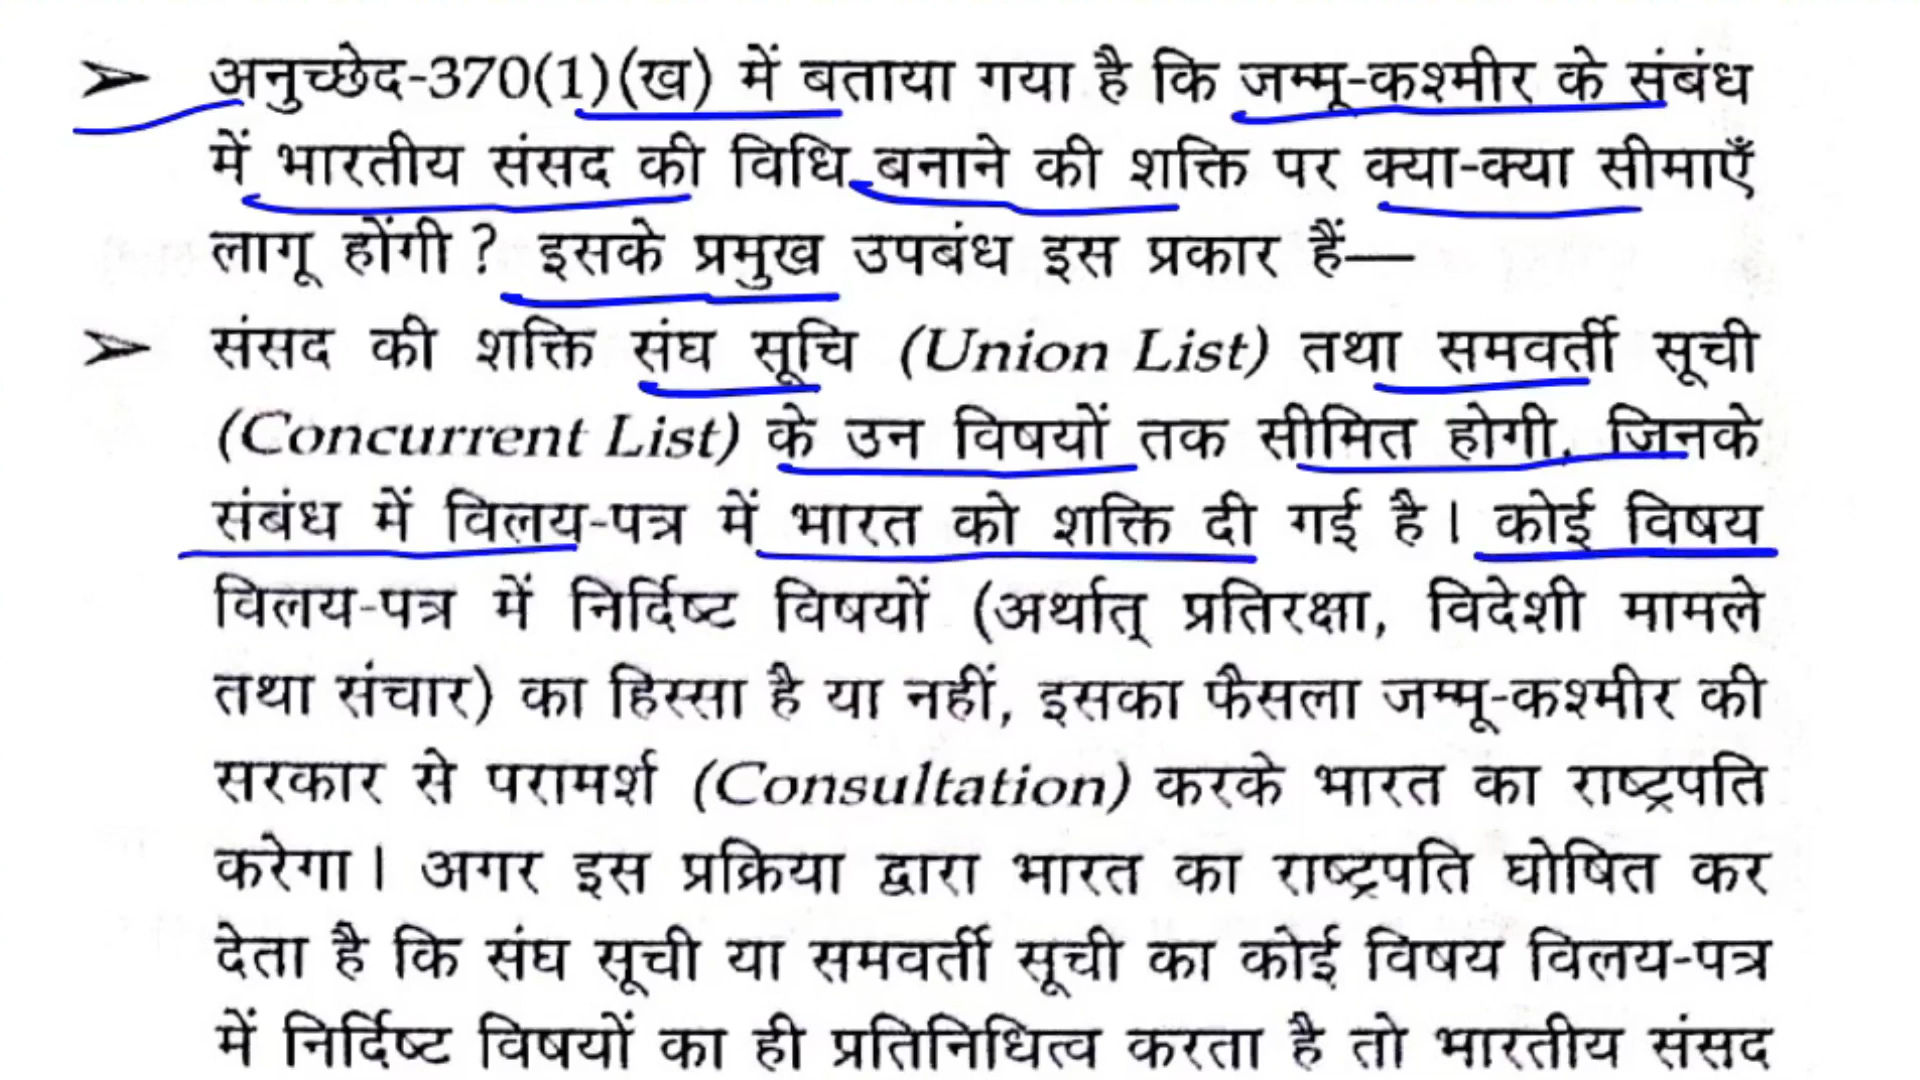 ➢ अनुच्छेद-370(1)(ख) में बताया गया है कि जम्मू-कश्मीर के संबंध
में भारतीय संसद की विधि बनाने की शक्ति पर क्या-क्या सीमाएँ
लागू होंगी ? इसके प्रमुख उपबंध इस प्रकार हैं—
➢ संसद की शक्ति संघ सूचि (Union List) तथा समवर्ती सूची
(Concurrent List) के उन विषयों तक सीमित होगी, जिनके
संबंध में विलय-पत्र में भारत को शक्ति दी गई है। कोई विषय
विलय-पत्र में निर्दिष्ट विषयों (अर्थात् प्रतिरक्षा, विदेशी मामले
तथा संचार) का हिस्सा है या नहीं, इसका फैसला जम्मू-कश्मीर की
सरकार से परामर्श (Consultation) करके भारत का राष्ट्रपति
करेगा। अगर इस प्रक्रिया द्वारा भारत का राष्ट्रपति घोषित कर
देता है कि संघ सूची या समवर्ती सूची का कोई विषय विलय-पत्र
में निर्दिष्ट विषयों का ही प्रतिनिधित्व करता है तो भारतीय संसद